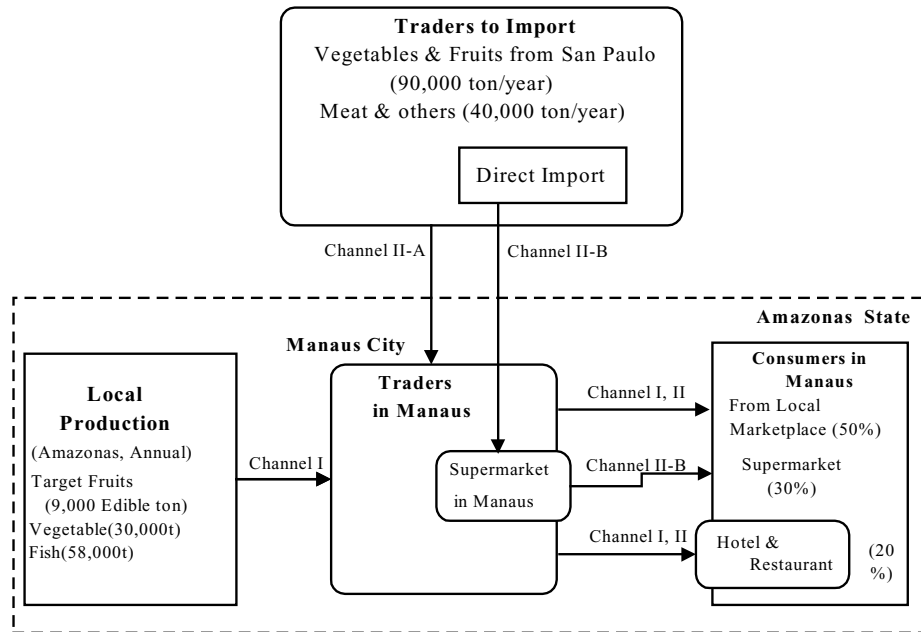 Traders to Import
Vegetables & Fruits from San Paulo
(90,000 ton/year)
Meat & others (40,000 ton/year)
Direct Import
Channel II-A
Channel II-B
Amazonas State
Manaus City
Local
Production
(Amazonas, Annual)
Target Fruits
(9,000 Edible ton)
Vegetable(30,000t)
Fish(58,000t)
Channel I
Traders
in Manaus
Supermarket
in Manaus
Channel I, II
Channel II-B
Channel I, II
Consumers in
Manaus
From Local
Marketplace (50%)
Supermarket
(30%)
Hotel &
Restaurant
(20
%)